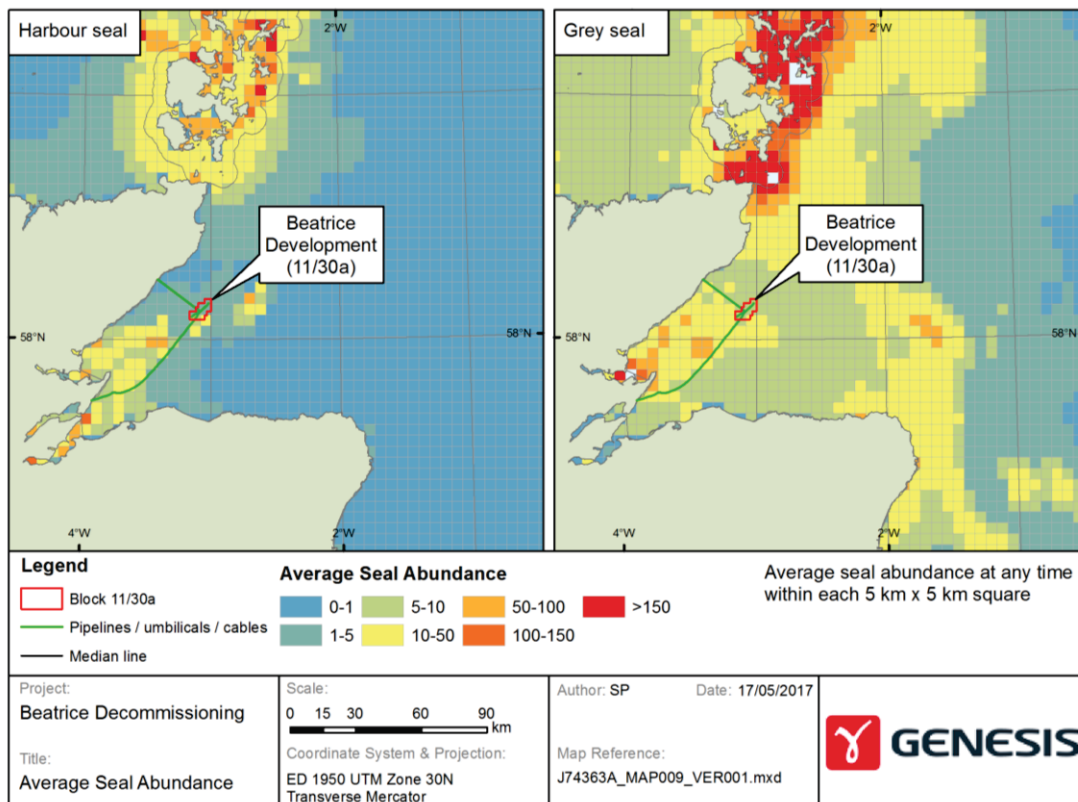 Harbour seal
2°W
Beatrice
Development
(11/30a)
58°N
4°W
2°W
Grey seal
2°W
Beatrice
Development
(11/30a)
58°N
58°N
4°W
2°W
Legend
Block 11/30a
Pipelines / umbilicals / cables
Median line
Average Seal Abundance
0-1
5-10
50-100
>150
1-5
10-50
100-150
Average seal abundance at any time
within each 5 km x 5 km square
Project:
Beatrice Decommissioning
Title:
Average Seal Abundance
Scale:
0 15 30 60 90
km
Coordinate System & Projection:
ED 1950 UTM Zone 30N
Transverse Mercator
Author: SP Date: 17/05/2017
Map Reference:
J74363A_MAP009_VER001.mxd
GENESIS